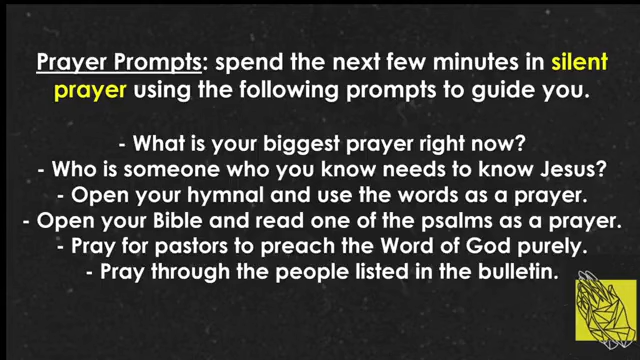 Prayer Prompts: spend the next few minutes in silent
prayer using the following prompts to guide you.
- What is your biggest prayer right now?
- Who is someone who you know needs to know Jesus?
- Open your hymnal and use the words as a prayer.
- Open your Bible and read one of the psalms as a prayer.
- Pray for pastors to preach the Word of God purely.
- Pray through the people listed in the bulletin.